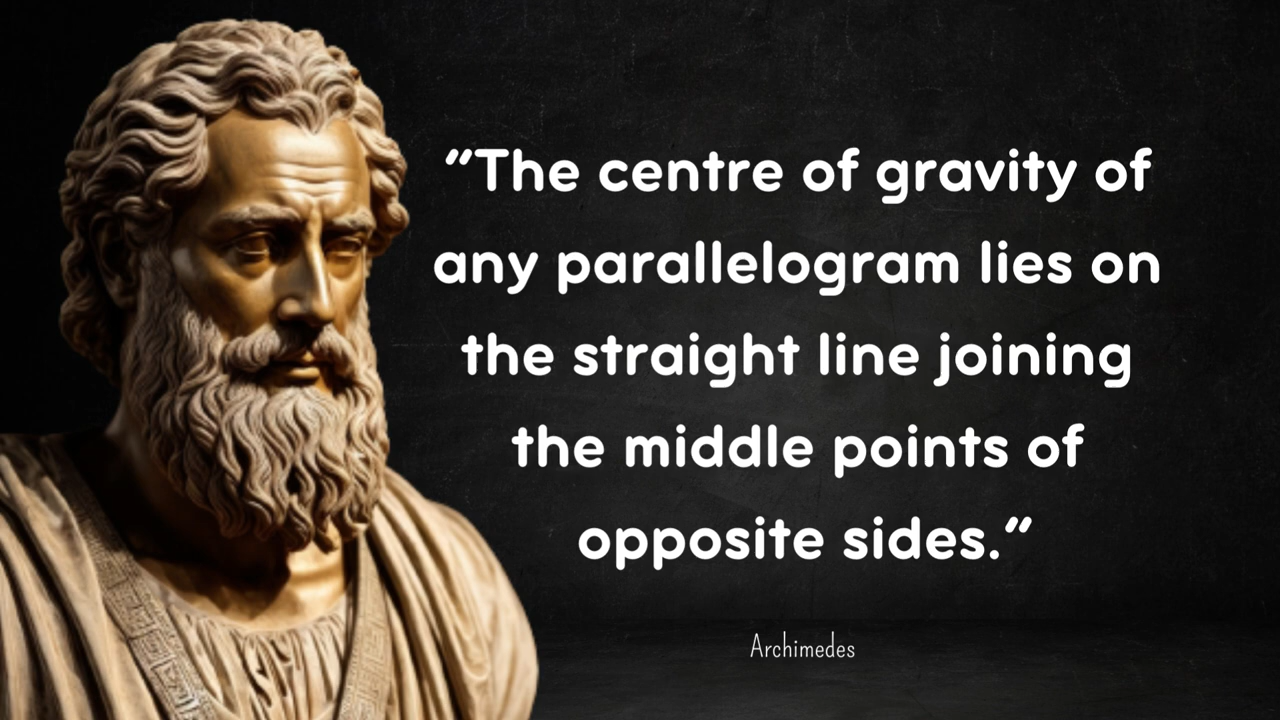 “The centre of gravity of
any parallelogram lies on
the straight line joining
the middle points of
opposite sides.”
Archimedes